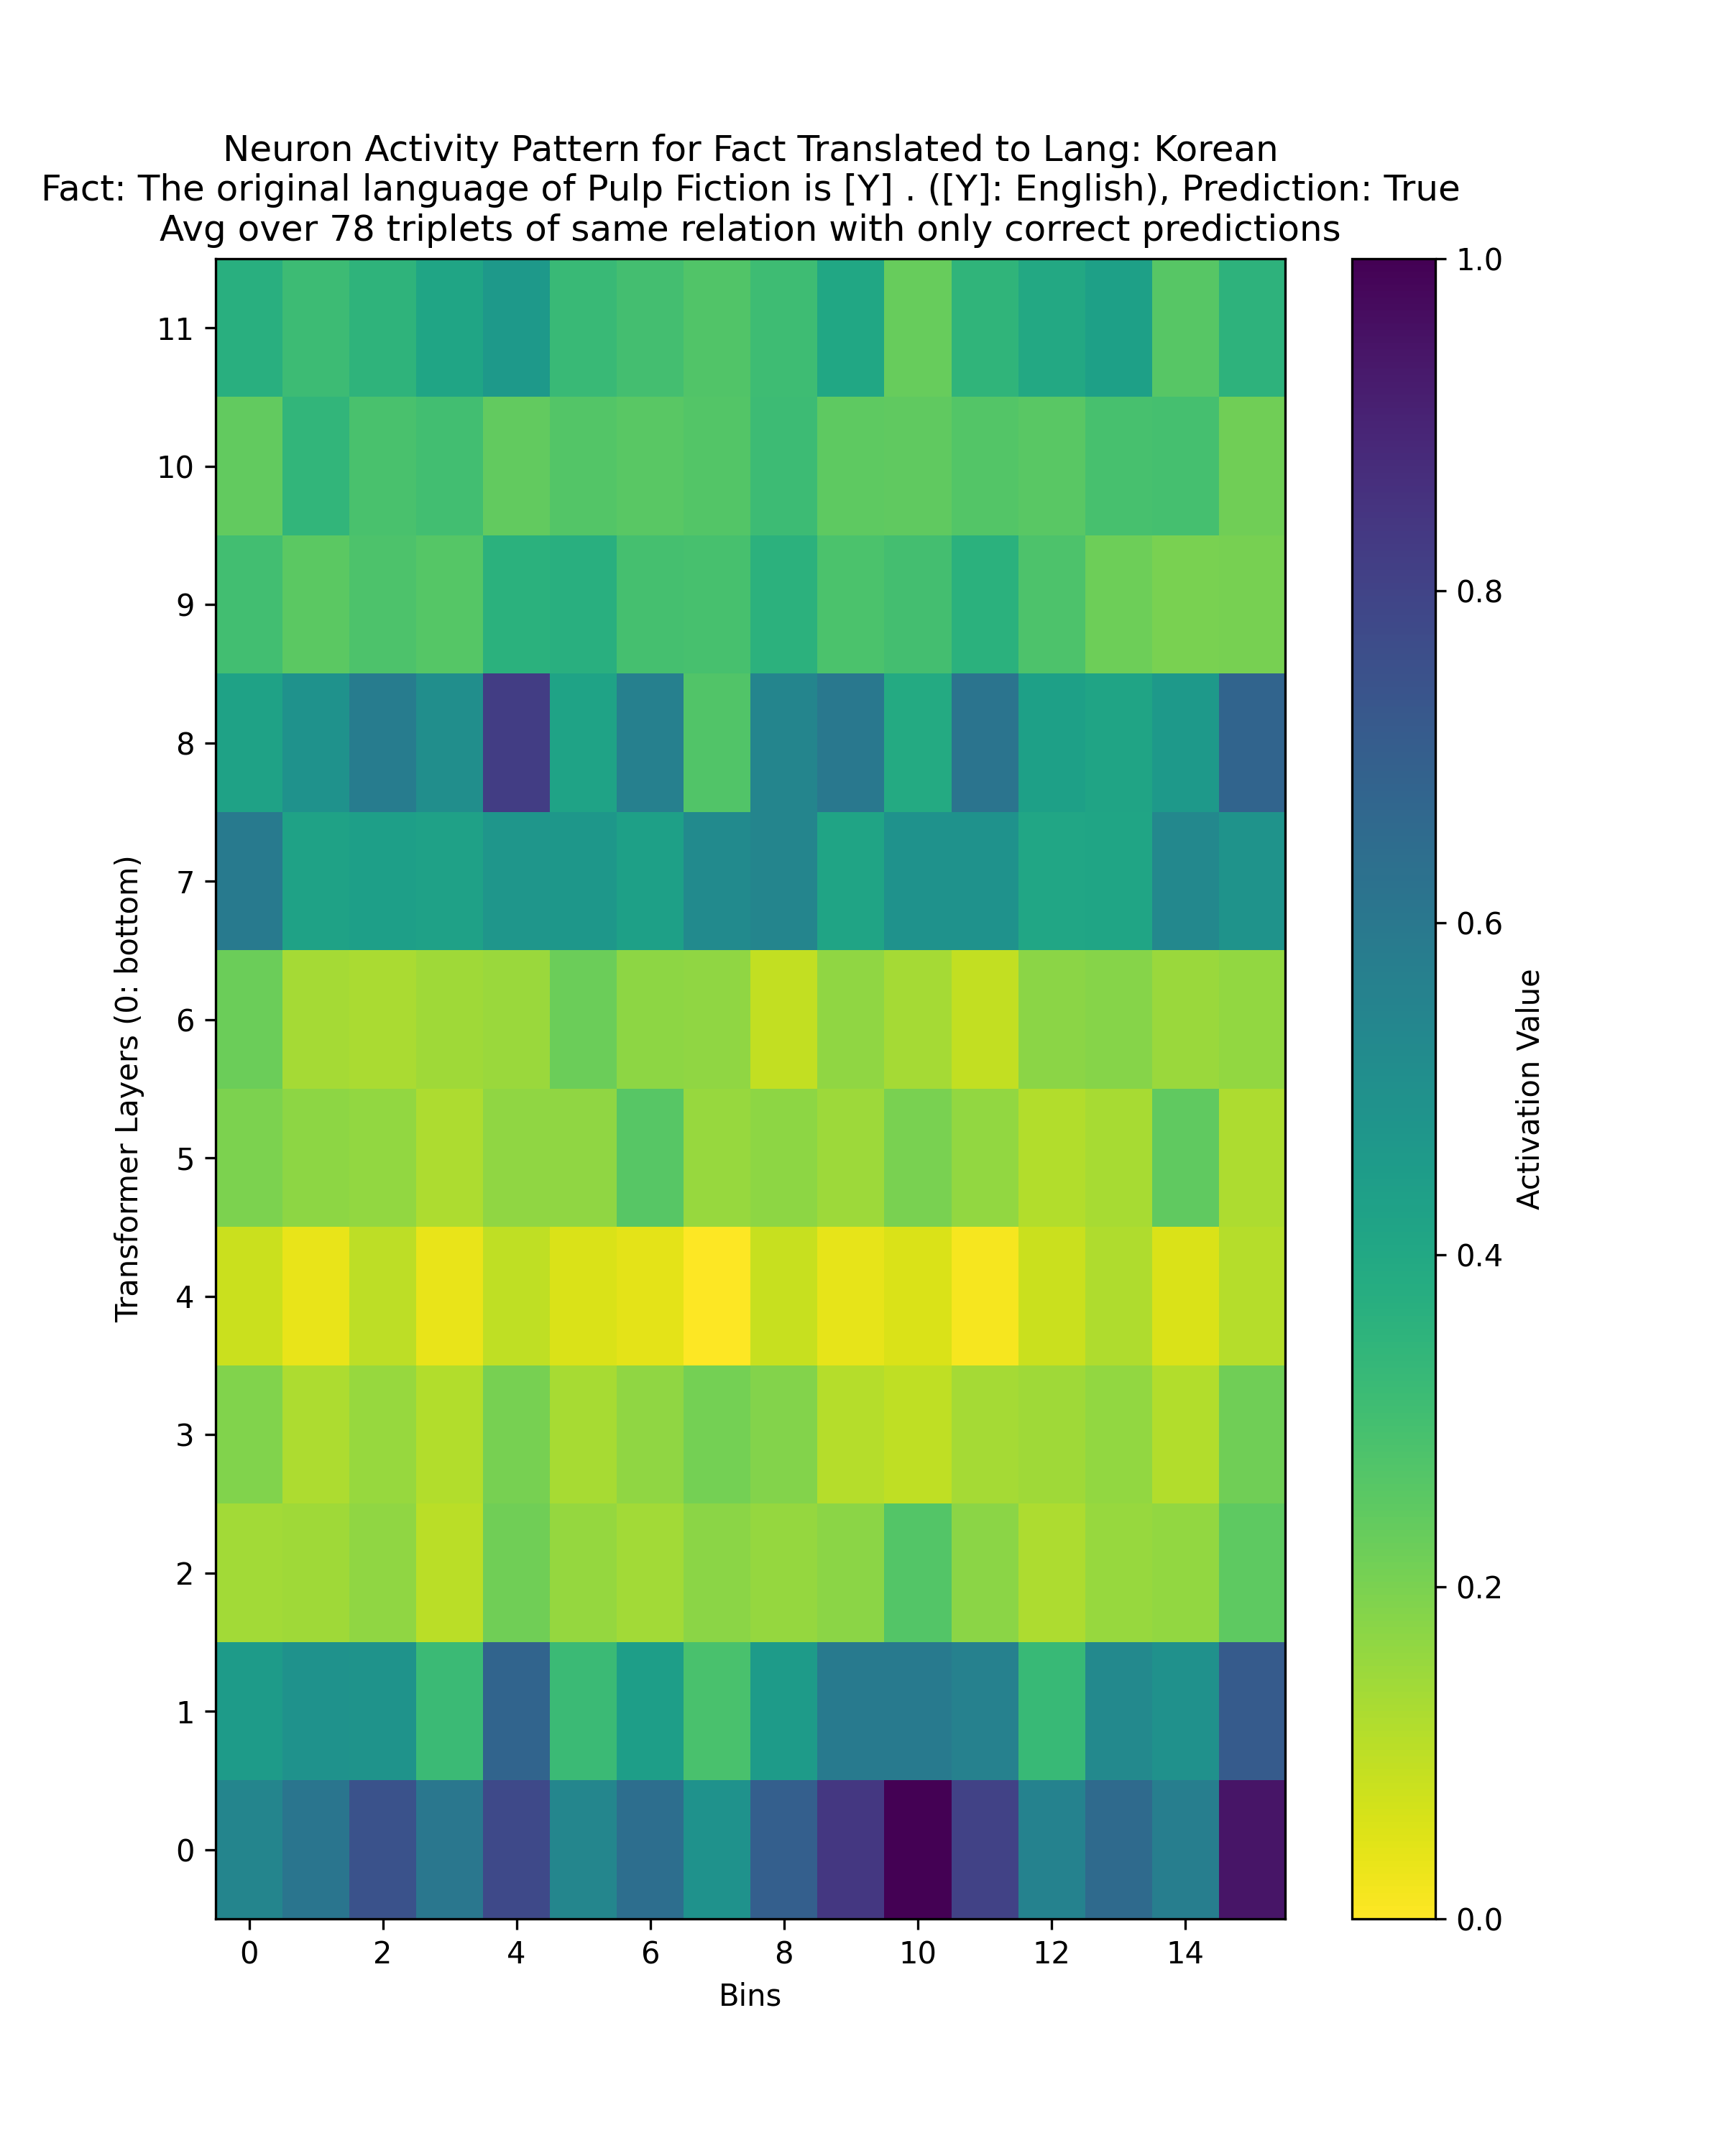 Neuron Activity Pattern for Fact Translated to Lang: Korean
Fact: The original language of Pulp Fiction is [Y] . ([Y]: English), Prediction: True
Avg over 78 triplets of same relation with only correct predictions
Transformer Layers (0: bottom)
11
10
9
8
7
6
5
4
3
2
1
0
0 2 4 6 8 10 12 14
Bins
1.0
0.8
0.6
0.4
0.2
0.0
Activation Value